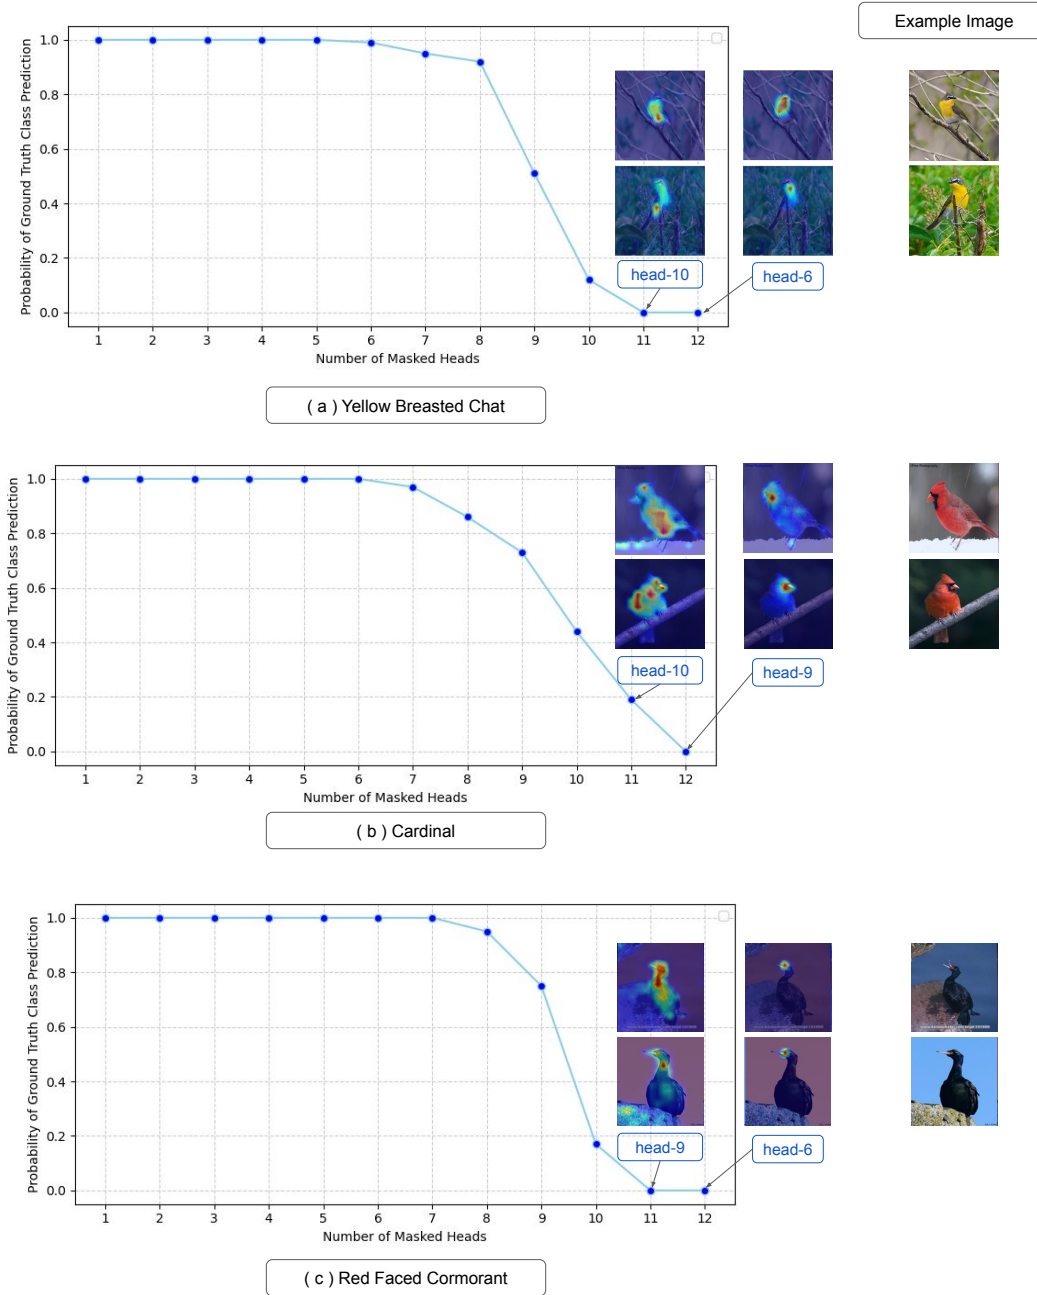 Example Image
Probability of Ground Truth Class Prediction
1.0
0.8
0.6
0.4
0.2
0.0
head-10
head-6
1 2 3 4 5 6 7 8 9 10 11 12
Number of Masked Heads
( a ) Yellow Breasted Chat
Probability of Ground Truth Class Prediction
1.0
0.8
0.6
0.4
0.2
0.0
head-10
head-9
1 2 3 4 5 6 7 8 9 10 11 12
Number of Masked Heads
( b ) Cardinal
Probability of Ground Truth Class Prediction
1.0
0.8
0.6
0.4
0.2
0.0
head-9
head-6
1 2 3 4 5 6 7 8 9 10 11 12
Number of Masked Heads
( c ) Red Faced Cormorant